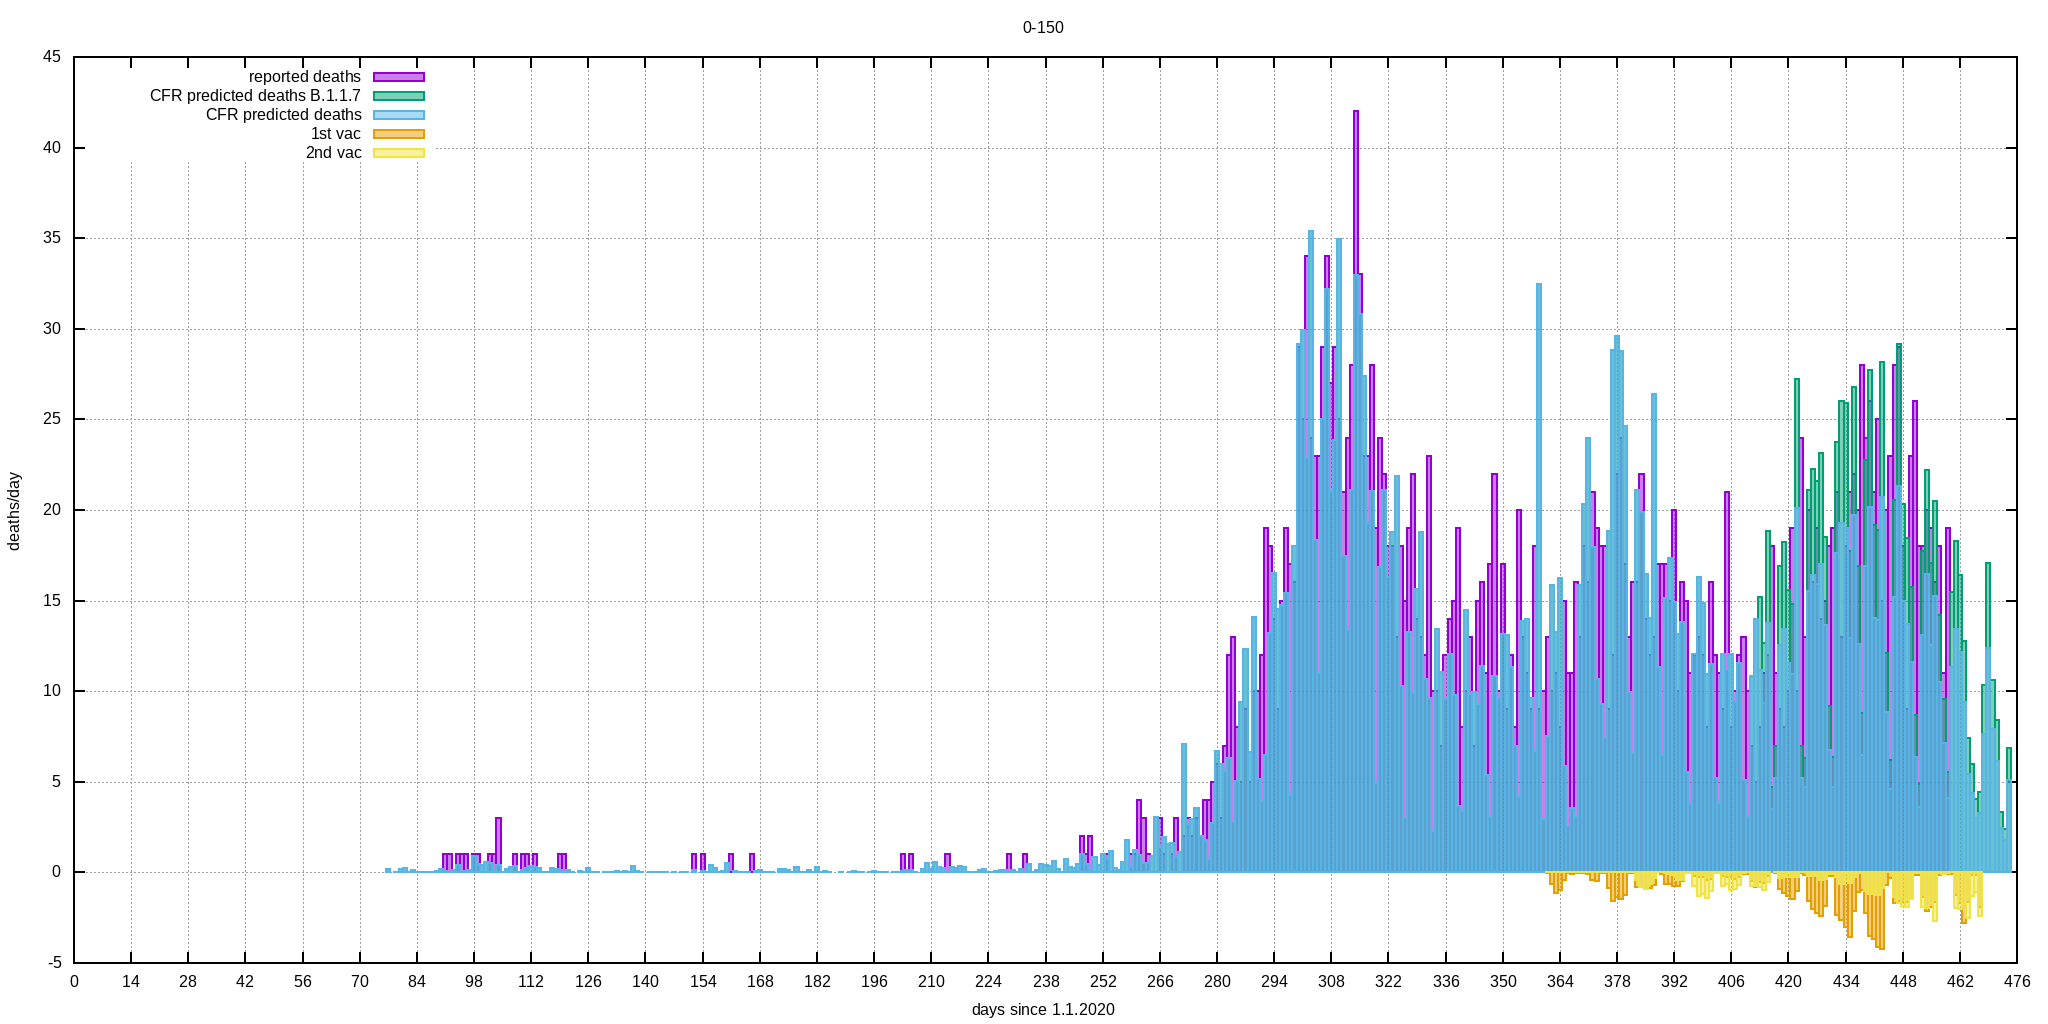 0-150
reported deaths
CFR predicted deaths B.1.1.7
CFR predicted deaths
1st vac
2nd vac
45
40
35
30
25
20
15
10
5
0
-5
deaths/day
0 14 28 42 56 70 84 98 112 126 140 154 168 182 196 210 224 238 252 266 280 294 308 322 336 350 364 378 392 406 420 434 448 462 476
days since 1.1.2020